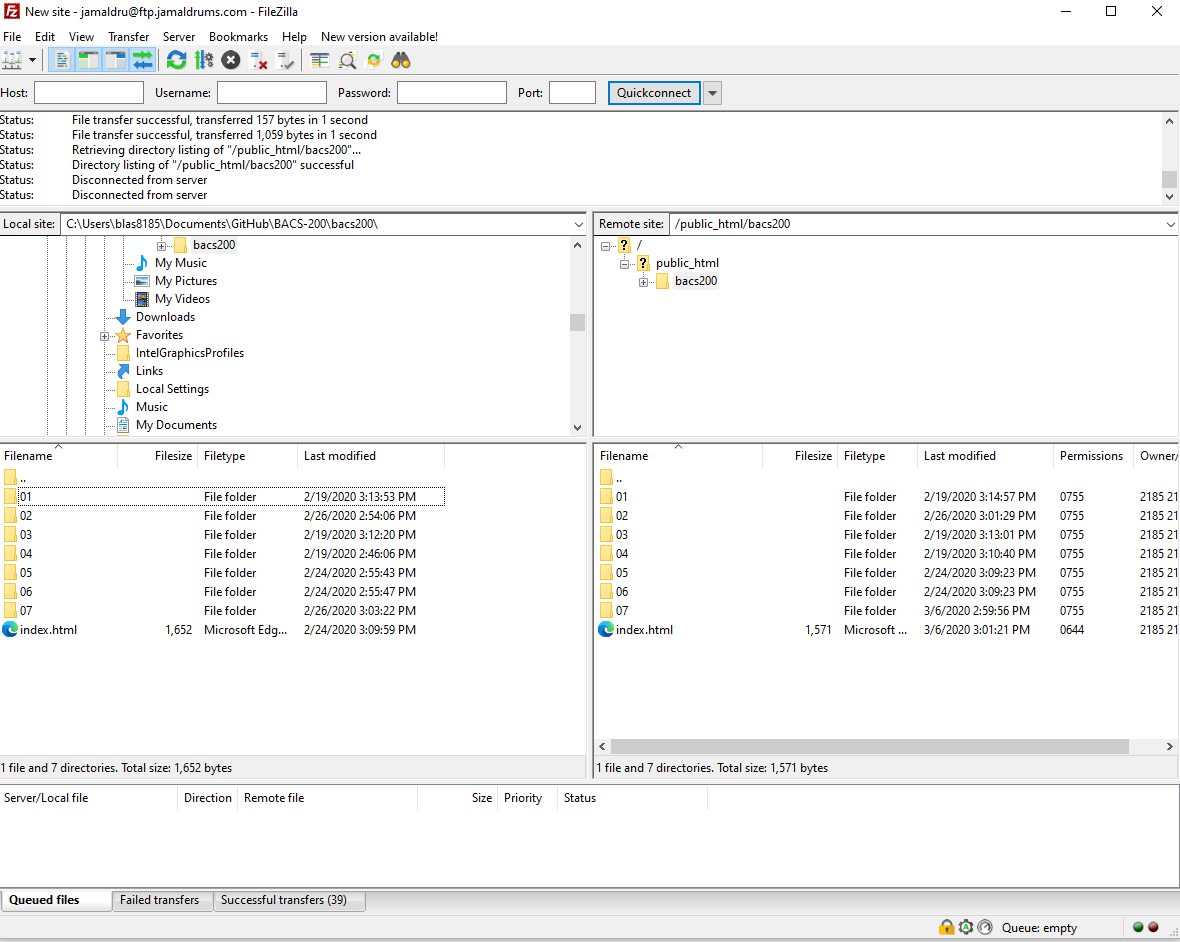 New site - jamaldru@ftp.jamaldrums.com - FileZilla
File Edit View Transfer Server Bookmarks Help New version available!
Host: Username: Password: Port: Quickconnect
Status: File transfer successful, transferred 157 bytes in 1 second
Status: File transfer successful, transferred 1,059 bytes in 1 second
Status: Retrieving directory listing of "/public_html/bacs200"...
Status: Directory listing of "/public_html/bacs200" successful
Status: Disconnected from server
Status: Disconnected from server
Local site: C:\Users\blas8185\Documents\GitHub\BACS-200\bacs200\
bacs200
My Music
My Pictures
My Videos
Downloads
Favorites
IntelGraphicsProfiles
Links
Local Settings
Music
My Documents
Remote site: /public_html/bacs200
/
public_html
bacs200
Filename Filesize Filetype Last modified
..
01 File folder 2/19/2020 3:13:53 PM
02 File folder 2/26/2020 2:54:06 PM
03 File folder 2/19/2020 3:12:20 PM
04 File folder 2/19/2020 2:46:06 PM
05 File folder 2/24/2020 2:55:43 PM
06 File folder 2/24/2020 2:55:47 PM
07 File folder 2/26/2020 3:03:22 PM
index.html 1,652 Microsoft Edg... 2/24/2020 3:09:59 PM
1 file and 7 directories. Total size: 1,652 bytes
Filename Filesize Filetype Last modified Permissions Owner/
..
01 File folder 2/19/2020 3:14:57 PM 0755 2185 21
02 File folder 2/26/2020 3:01:29 PM 0755 2185 21
03 File folder 2/19/2020 3:13:01 PM 0755 2185 21
04 File folder 2/19/2020 3:10:40 PM 0755 2185 21
05 File folder 2/24/2020 3:09:23 PM 0755 2185 21
06 File folder 2/24/2020 3:09:23 PM 0755 2185 21
07 File folder 3/6/2020 2:59:56 PM 0755 2185 21
index.html 1,571 Microsoft ... 3/6/2020 3:01:21 PM 0644 2185 21
1 file and 7 directories. Total size: 1,571 bytes
Server/Local file Direction Remote file Size Priority Status
Queued files Failed transfers Successful transfers (39)
Queue: empty